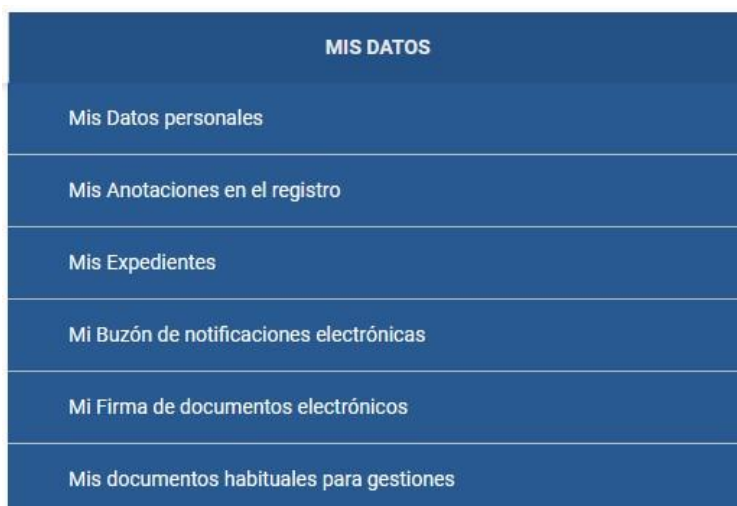 MIS DATOS
Mis Datos personales
Mis Anotaciones en el registro
Mis Expedientes
Mi Buzón de notificaciones electrónicas
Mi Firma de documentos electrónicos
Mis documentos habituales para gestiones